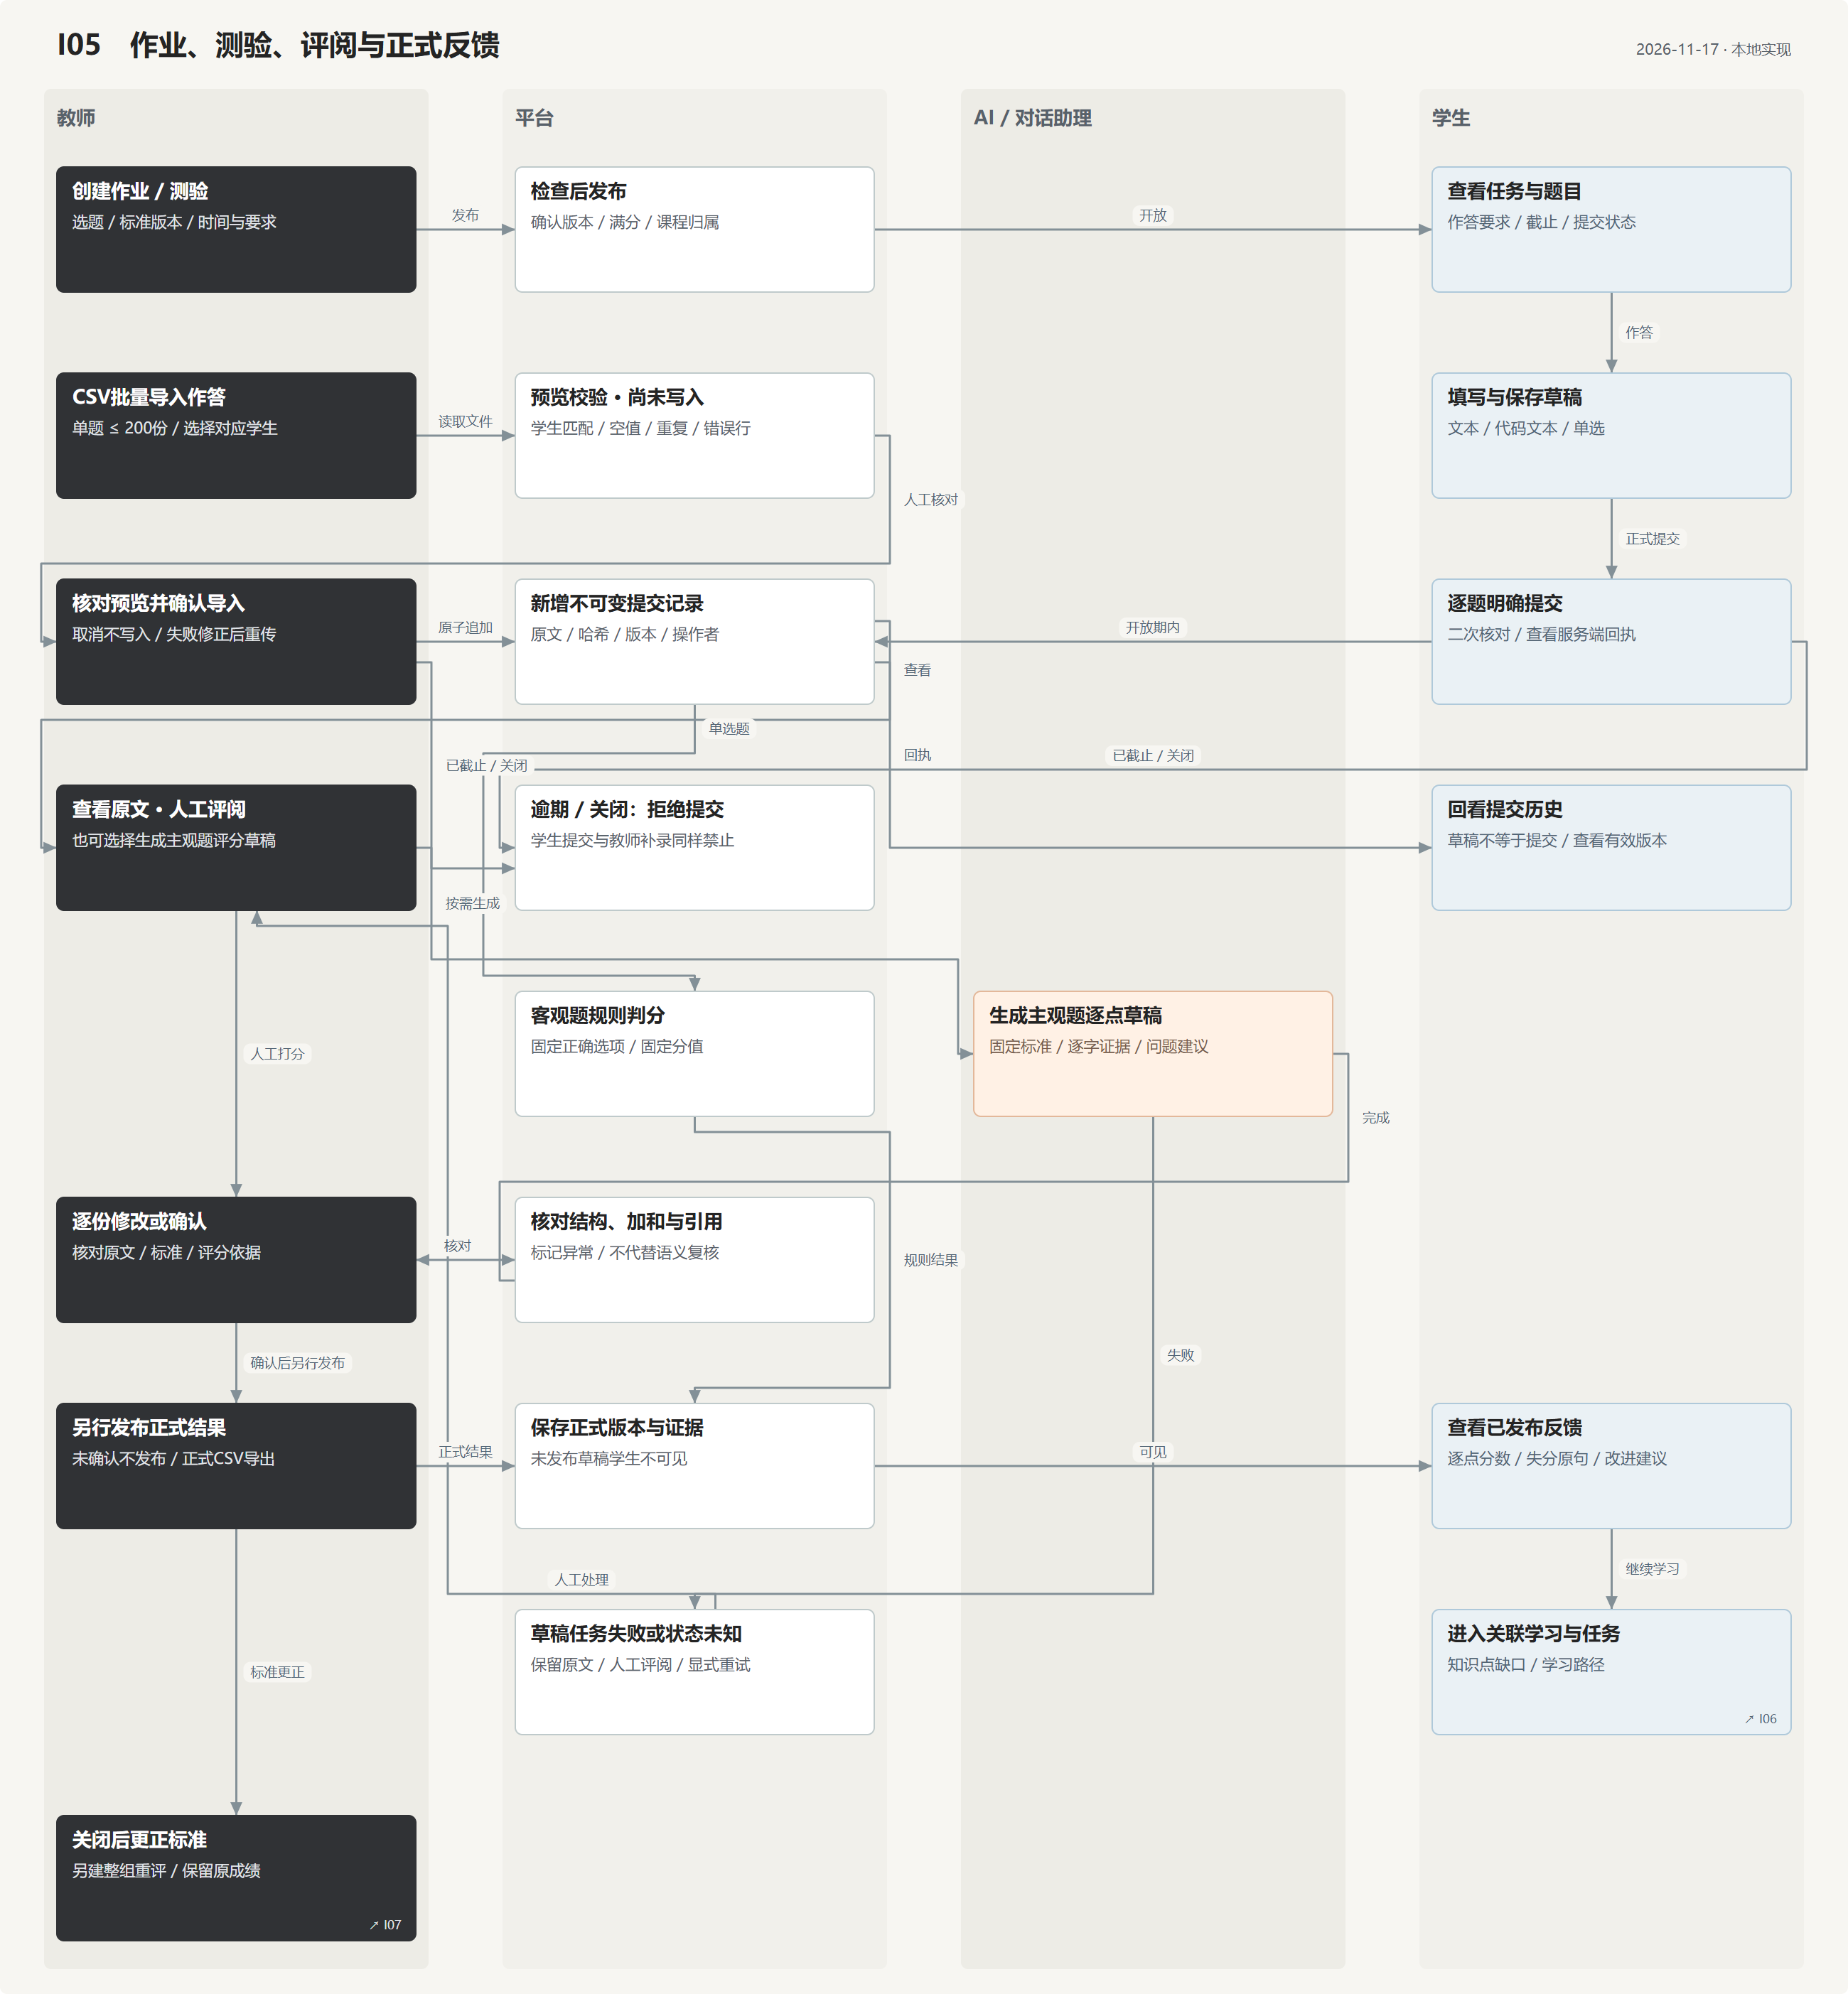 I05 作业、测验、评阅与正式反馈
2026-11-17 · 本地实现
教师
平台
AI / 对话助理
学生
创建作业 / 测验
选题 / 标准版本 / 时间与要求
发布
检查后发布
确认版本 / 满分 / 课程归属
开放
查看任务与题目
作答要求 / 截止 / 提交状态
作答
CSV批量导入作答
单题 ≤ 200份 / 选择对应学生
读取文件
预览校验 · 尚未写入
学生匹配 / 空值 / 重复 / 错误行
人工核对
填写与保存草稿
文本 / 代码文本 / 单选
正式提交
核对预览并确认导入
取消不写入 / 失败修正后重传
原子追加
新增不可变提交记录
原文 / 哈希 / 版本 / 操作者
开放期内
查看
逐题明确提交
二次核对 / 查看服务端回执
单选题
已截止 / 关闭
回执
已截止 / 关闭
查看原文 · 人工评阅
也可选择生成主观题评分草稿
逾期 / 关闭：拒绝提交
学生提交与教师补录同样禁止
回看提交历史
草稿不等于提交 / 查看有效版本
按需生成
客观题规则判分
固定正确选项 / 固定分值
生成主观题逐点草稿
固定标准 / 逐字证据 / 问题建议
人工打分
完成
逐份修改或确认
核对原文 / 标准 / 评分依据
核对
核对结构、加和与引用
标记异常 / 不代替语义复核
规则结果
确认后另行发布
失败
另行发布正式结果
未确认不发布 / 正式CSV导出
正式结果
保存正式版本与证据
未发布草稿学生不可见
可见
查看已发布反馈
逐点分数 / 失分原句 / 改进建议
人工处理
继续学习
草稿任务失败或状态未知
保留原文 / 人工评阅 / 显式重试
进入关联学习与任务
知识点缺口 / 学习路径
↗ I06
标准更正
关闭后更正标准
另建整组重评 / 保留原成绩
↗ I07